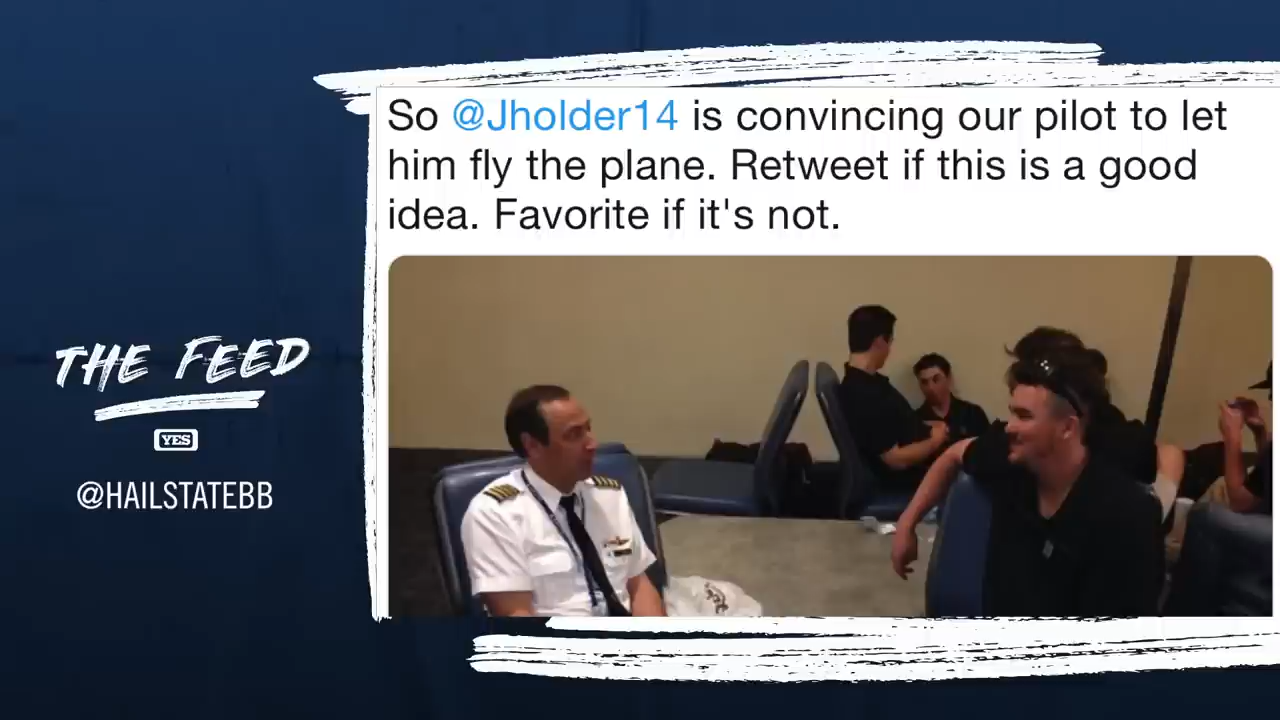 So @Jholder14 is convincing our pilot to let
him fly the plane. Retweet if this is a good
idea. Favorite if it's not.
THE FEED
YES
@HAILSTATEBB